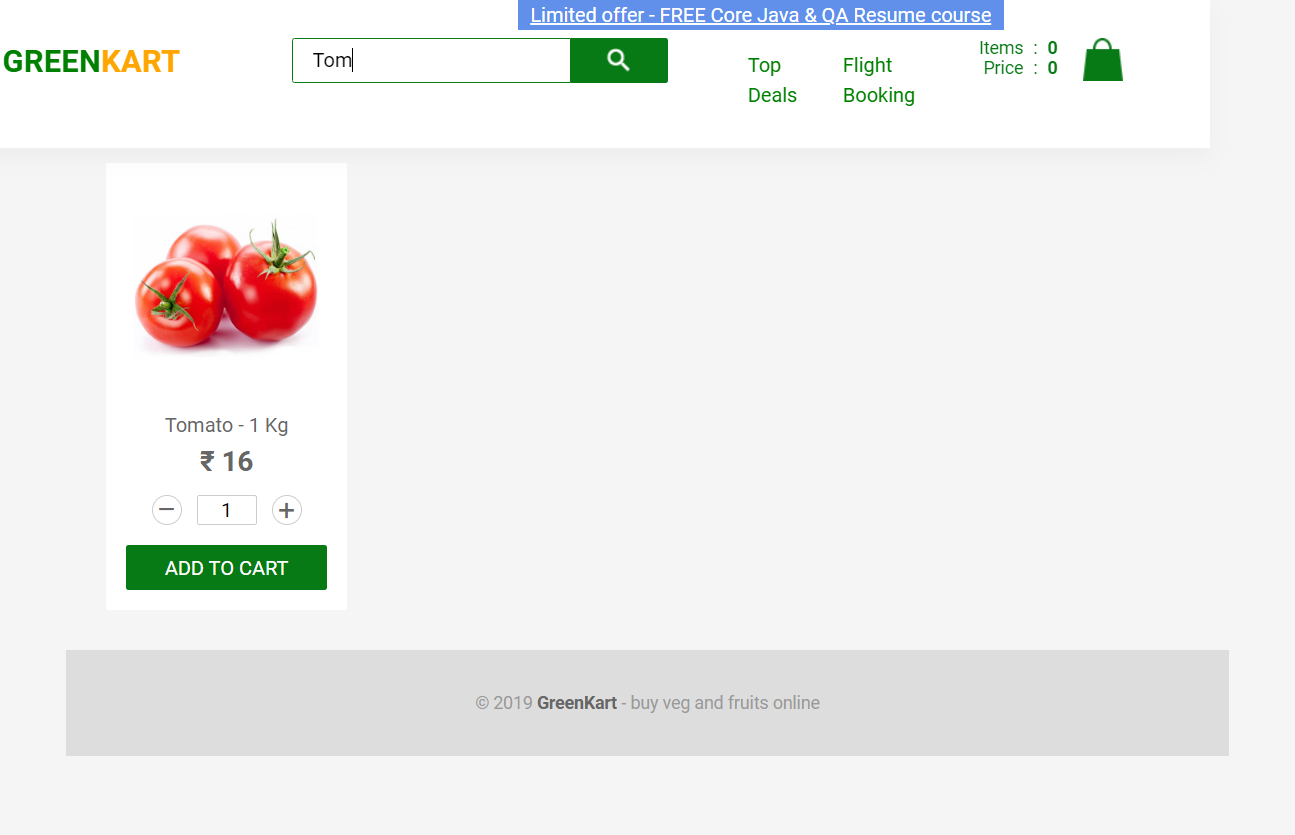 Limited offer - FREE Core Java & QA Resume course
GREENKART
Tom
Top
Deals
Flight
Booking
Items : 0
Price : 0
Tomato - 1 Kg
₹ 16
− 1 +
ADD TO CART
© 2019 GreenKart - buy veg and fruits online